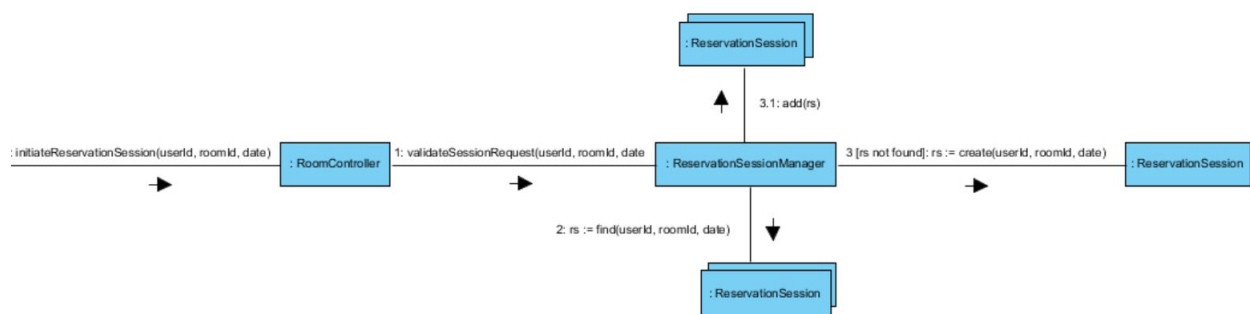 : ReservationSession
3.1: add(rs)
: initiateReservationSession(userId, roomId, date)
: RoomController
1: validateSessionRequest(userId, roomId, date
: ReservationSessionManager
3 [rs not found]: rs := create(userId, roomId, date)
: ReservationSession
2: rs := find(userId, roomId, date)
: ReservationSession